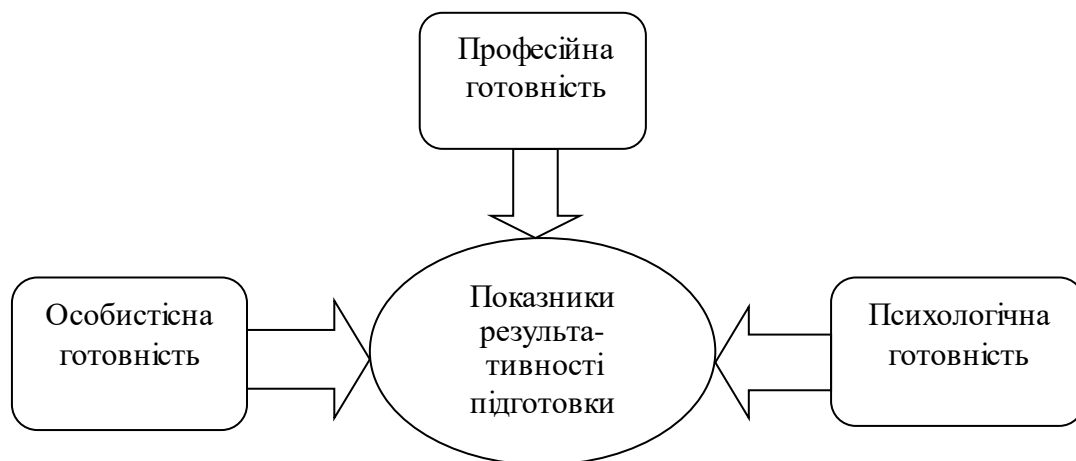 Професійна
готовність
Особистісна
готовність
Показники
результа-
тивності
підготовки
Психологічна
готовність